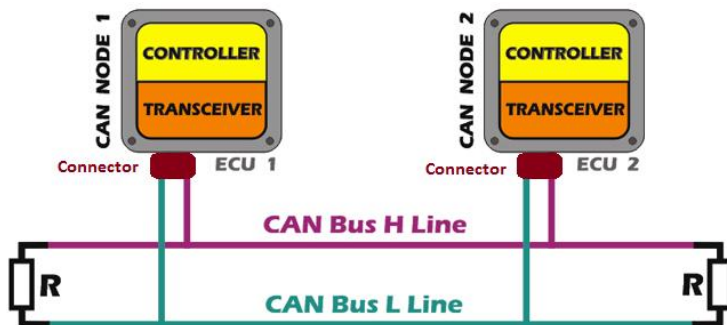 CAN NODE 1
CONTROLLER
TRANSCEIVER
Connector
ECU 1
CAN NODE 2
CONTROLLER
TRANSCEIVER
Connector
ECU 2
CAN Bus H Line
R
R
CAN Bus L Line